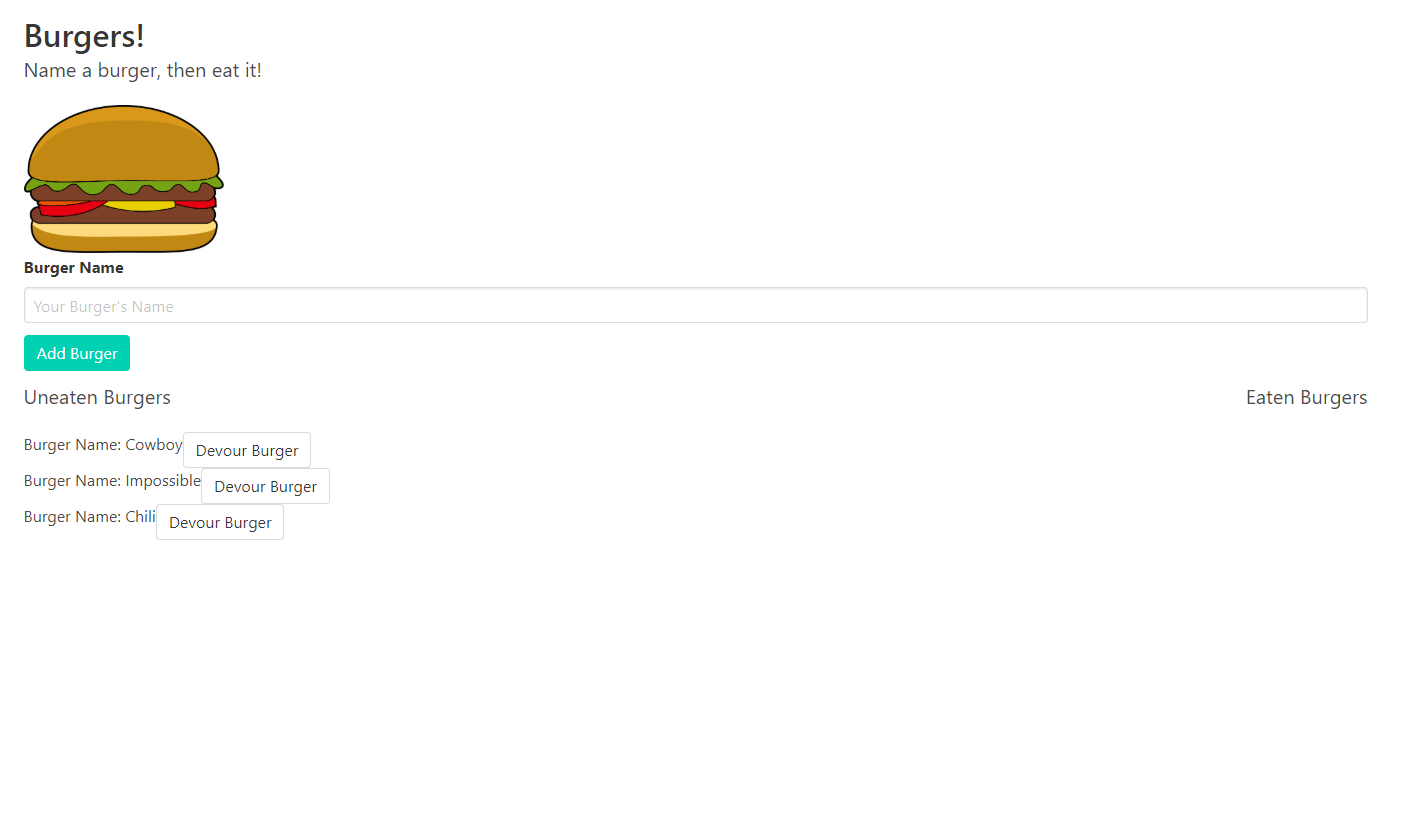 Burgers!
Name a burger, then eat it!
Burger Name
Your Burger's Name
Add Burger
Uneaten Burgers
Eaten Burgers
Burger Name: Cowboy Devour Burger
Burger Name: Impossible Devour Burger
Burger Name: Chili Devour Burger